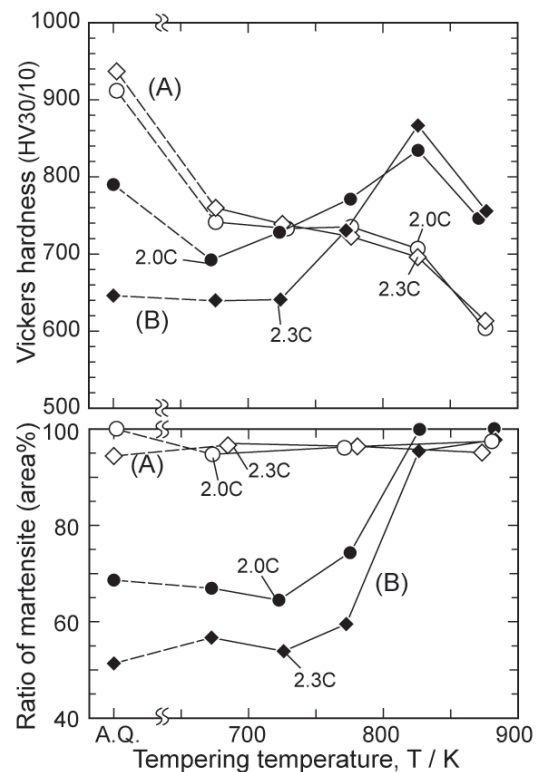 1000
900
800
700
600
500
Vickers hardness (HV30/10)
(A)
2.0C
2.0C
2.3C
(B)
2.3C
100
80
60
40
Ratio of martensite (area%)
(A)
2.3C
2.0C
2.0C
(B)
2.3C
A.Q.
700
800
900
Tempering temperature, T / K